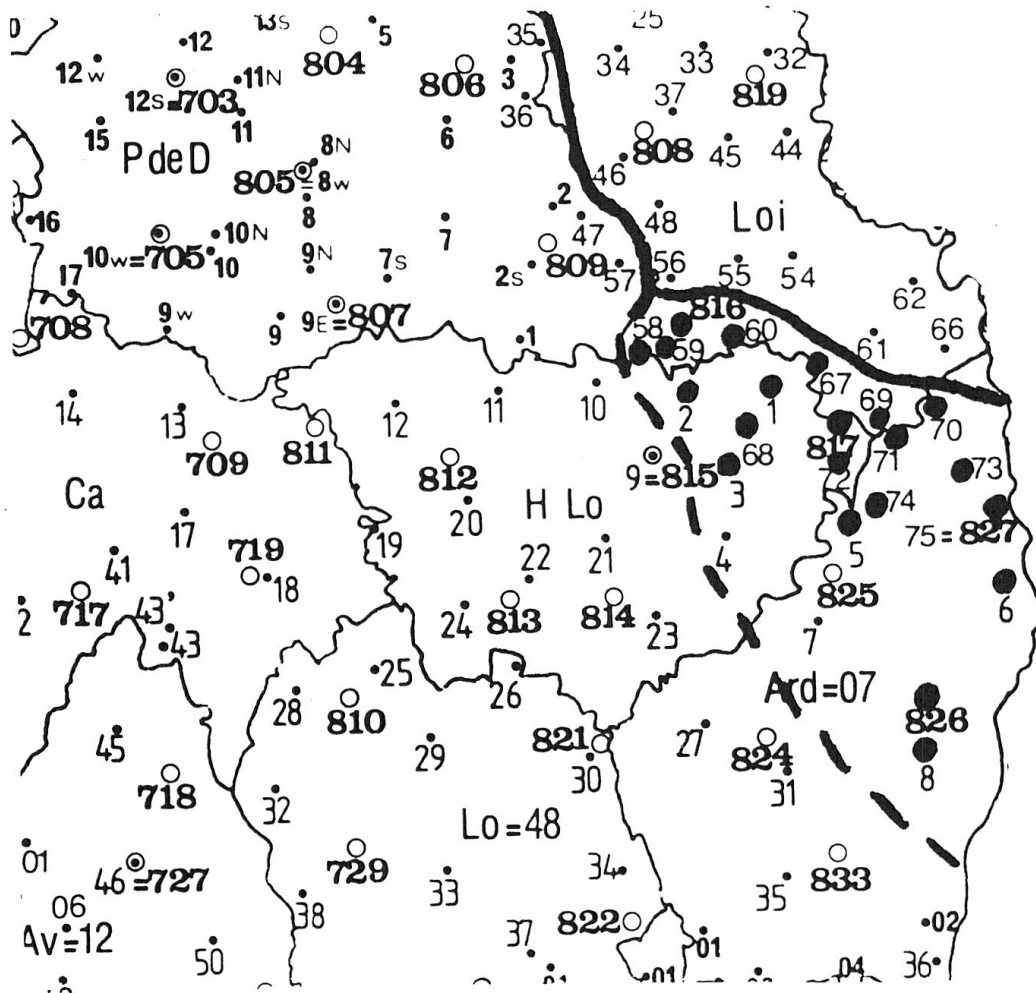 13s 5 35 25
12 804 34 33 32
12w 11N 806 3 819
12s=703 36 37
15 11 6 808 45 44
P de D 8N 46
805=8w
16 8 2 48 Loi
10N 7 47
10w=705 10 9N 7s 2s 809 57 56 55 54
17 62
708 9w 9 9E=807 1 58 816 60 61 66
59 67
14 13 12 11 10 2 1 69 70
811 68 817 71
709 812 9=815 3 72 73
Ca 20 H Lo 74
17 19 22 21 4 5 75=827
41 719 18 825 6
2 717 43' 24 813 814 23 7
43
25 26 Ard=07
28 810 826
45 29 821 27 824
718 30 31 8
32 Lo=48
01 46=727 729 33 34 35 833
06 38
Av=12 822 02
50 37 01 36
01 01 04